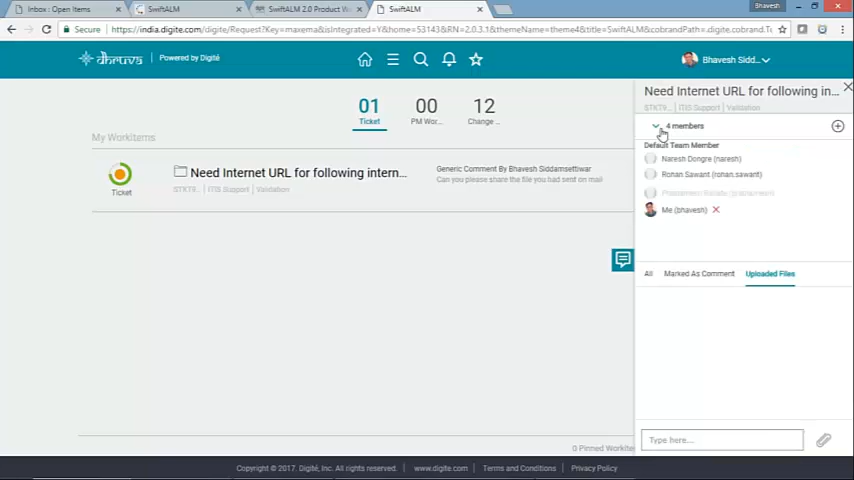 Inbox : Open Items
SwiftALM
SwiftALM 2.0 Product W
SwiftALM
Bhavesh
Secure
https://india.digite.com/digite/Request?Key=maxema&isIntegrated=Y&home=53143&RN=2.0.3.1&themeName=theme4&title=SwiftALM&cobrandPath=.digite.cobrand.T
dhruva
Powered by Digité
Bhavesh Sidd...
01
Ticket
00
PM Wor...
12
Change ...
My WorkItems
Ticket
Need Internet URL for following intern...
STKT9... | ITIS Support | Validation
Generic Comment By Bhavesh Siddamsettiwar
Can you please share the file you had sent on mail
Need Internet URL for following in...
STKT9... | ITIS Support | Validation
4 members
Default Team Member
Naresh Dongre (naresh)
Rohan Sawant (rohan.sawant)
Me (bhavesh)
All
Marked As Comment
Uploaded Files
Type here....
0 Pinned Workite
Copyright © 2017. Digité, Inc. All rights reserved. | www.digite.com | Terms and Conditions | Privacy Policy